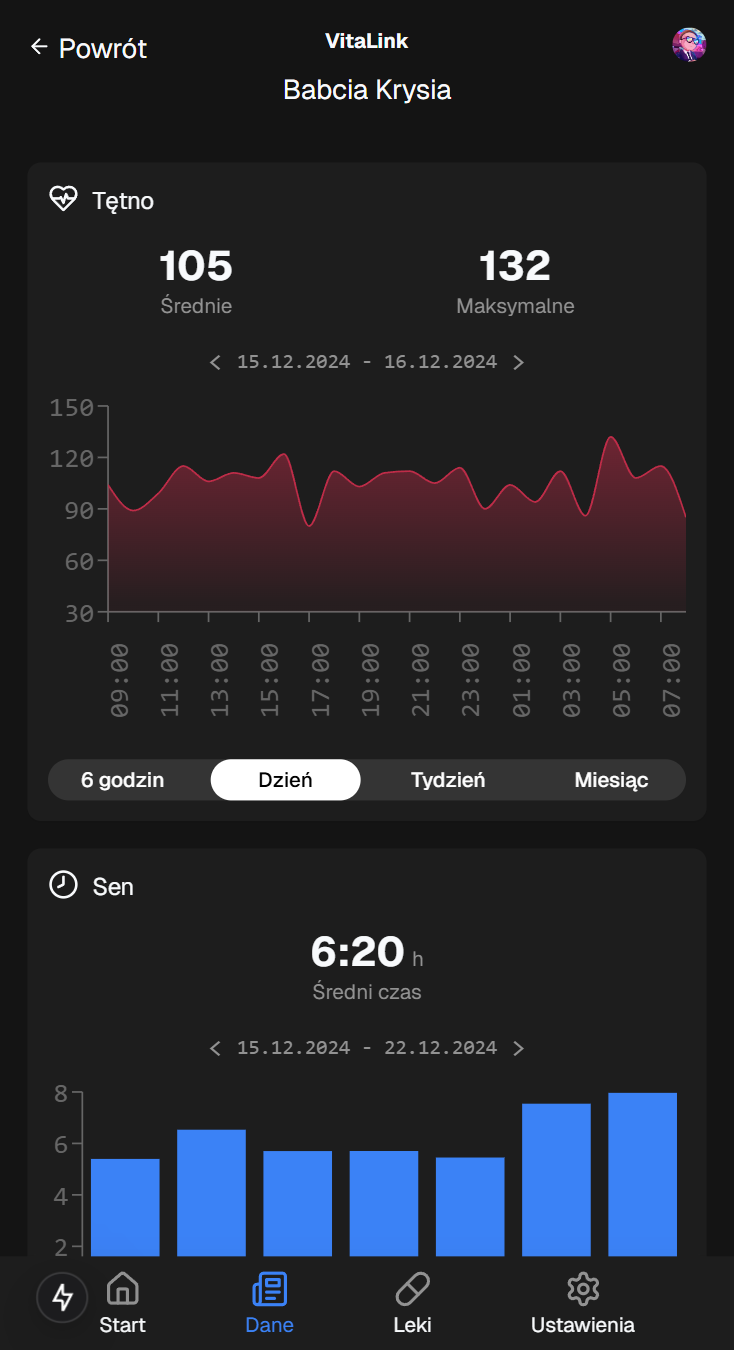 Powrót
VitaLink
Babcia Krysia
Tętno
105 132
Średnie Maksymalne
15.12.2024 - 16.12.2024
150
120
90
60
30
09:00 11:00 13:00 15:00 17:00 19:00 21:00 23:00 01:00 03:00 05:00 07:00
6 godzin Dzień Tydzień Miesiąc
Sen
6:20 h
Średni czas
15.12.2024 - 22.12.2024
8
6
4
2
Start Dane Leki Ustawienia